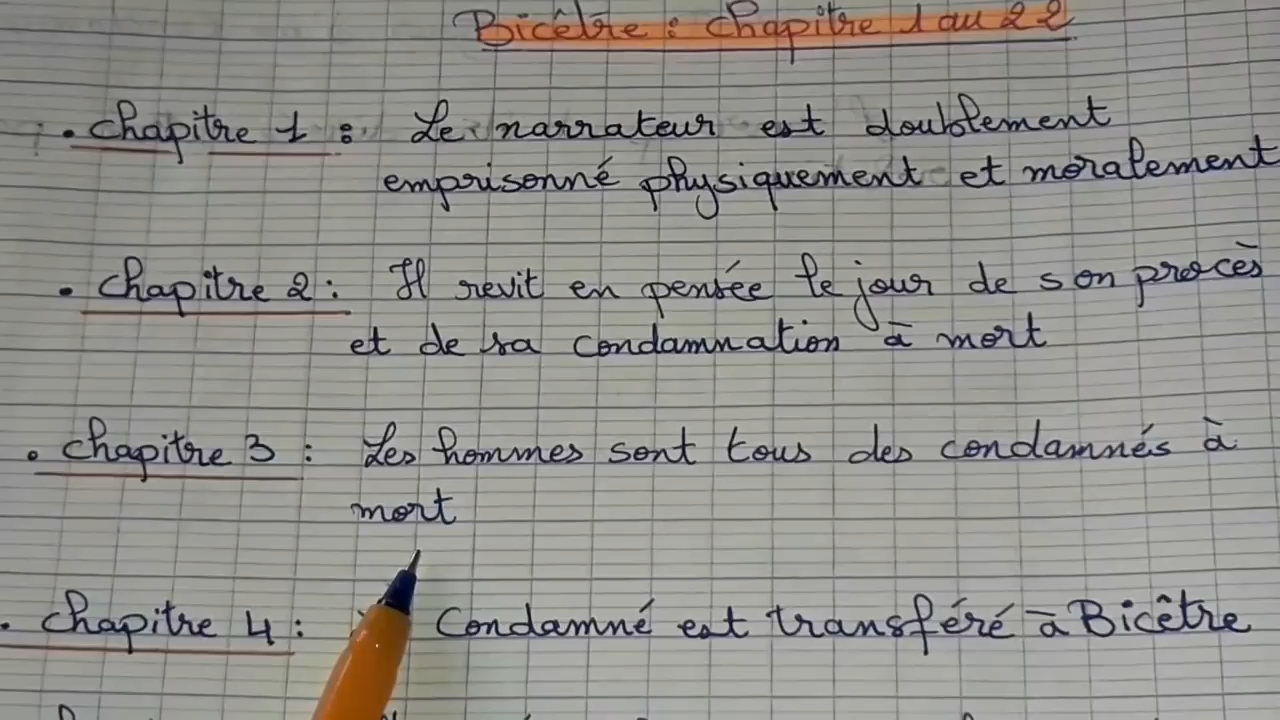 Bicêtre : Chapitre 1 au 22
. Chapitre 1 : Le narrateur est doublement
emprisonné physiquement et moralement
. Chapitre 2 : Il revit en pensée le jour de son procès
et de sa condamnation à mort
. Chapitre 3 : Les hommes sont tous des condamnés à
mort
. Chapitre 4 : Condamné est transféré à Bicêtre